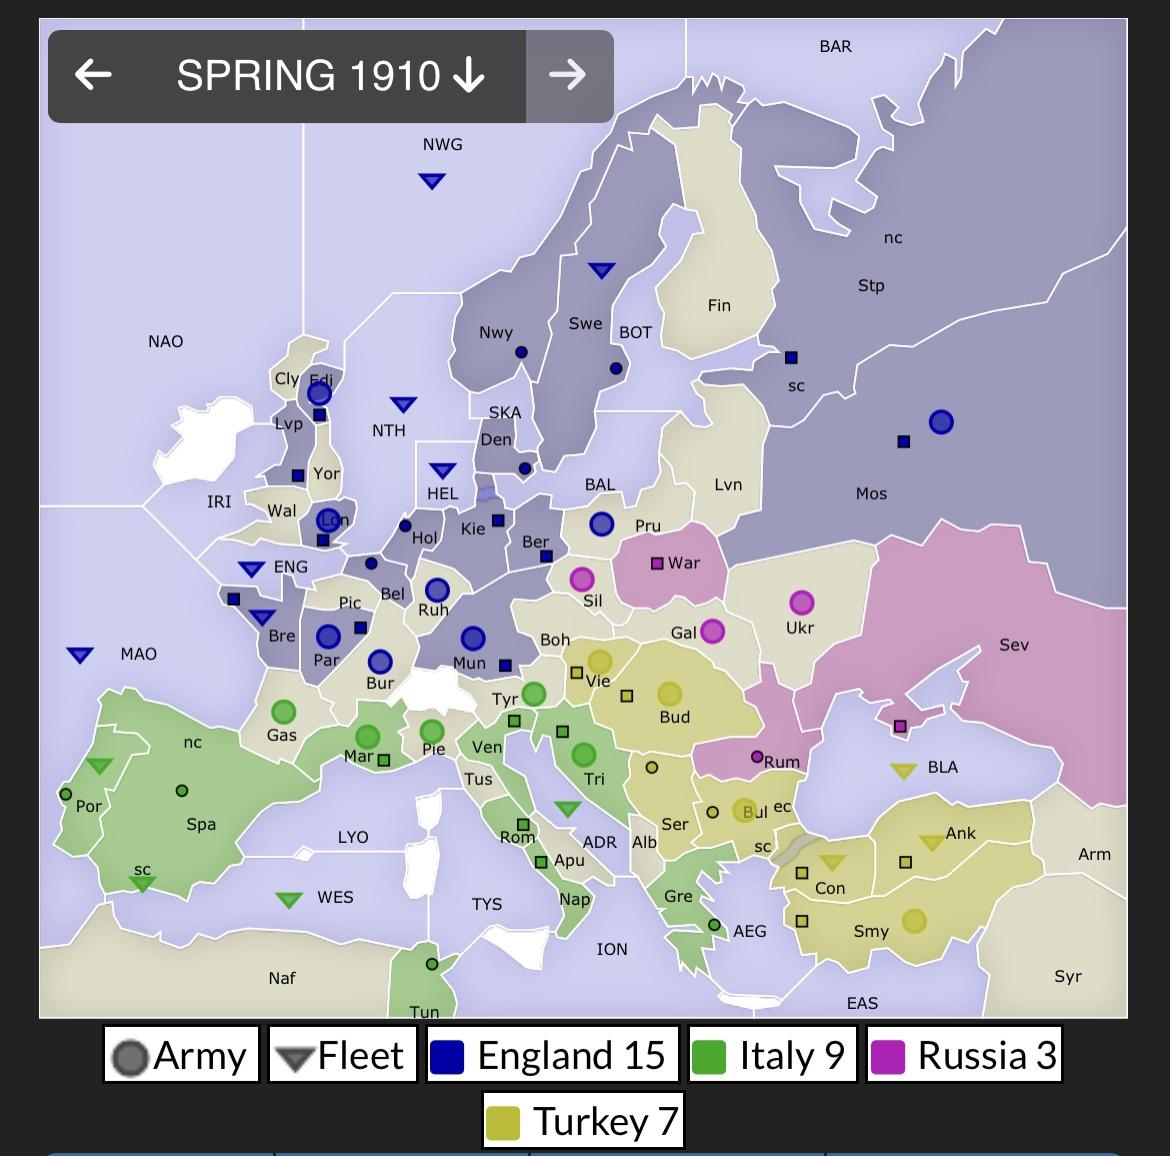 BAR
← SPRING 1910 ↓ →
NWG
nc
Stp
Fin
Swe
BOT
Nwy
NAO
Cly
Edi
sc
SKA
Lvp
NTH
Den
Yor
BAL
Lvn
HEL
Mos
IRI
Wal
Lon
Kie
Pru
Hol
Ber
War
ENG
Bel
Pic
Ruh
Sil
Ukr
Bre
Gal
Boh
Sev
MAO
Par
Mun
Bur
Vie
Tyr
Bud
nc
Gas
Ven
Mar
Pie
Rum
BLA
Tus
Tri
Por
Bul
ec
Spa
Ser
Ank
LYO
Rom
ADR
Alb
sc
Arm
Apu
sc
Con
WES
TYS
Nap
Gre
AEG
Smy
ION
Naf
Syr
EAS
Tun
Army
Fleet
England 15
Italy 9
Russia 3
Turkey 7